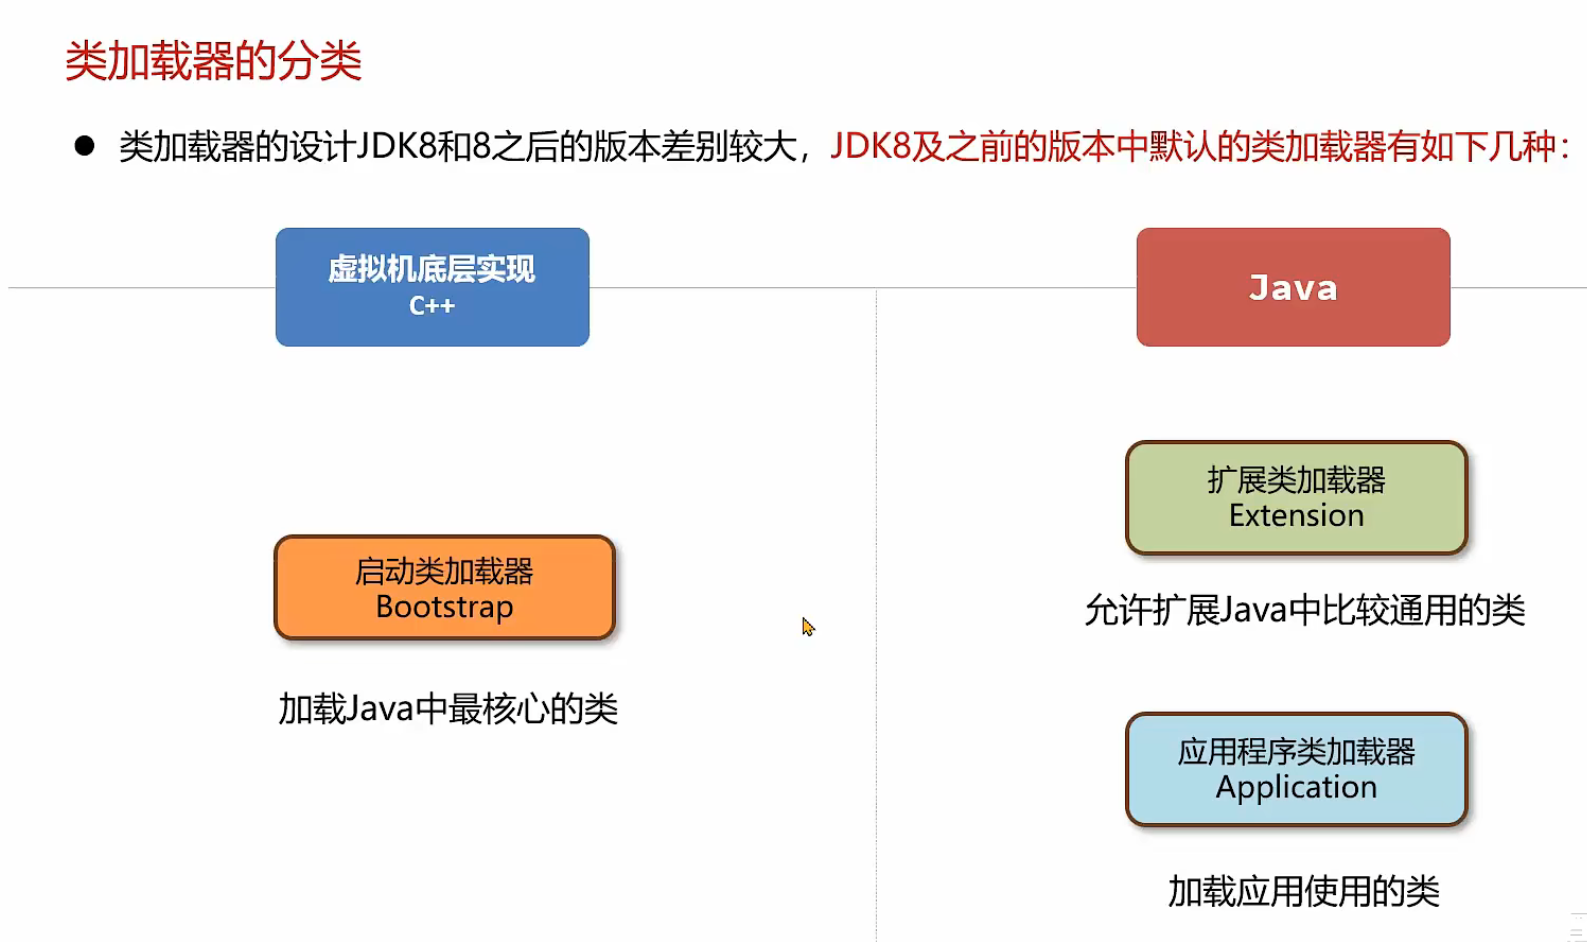 类加载器的分类
● 类加载器的设计JDK8和8之后的版本差别较大，JDK8及之前的版本中默认的类加载器有如下几种：
虚拟机底层实现
C++
Java
启动类加载器
Bootstrap
加载Java中最核心的类
扩展类加载器
Extension
允许扩展Java中比较通用的类
应用程序类加载器
Application
加载应用使用的类